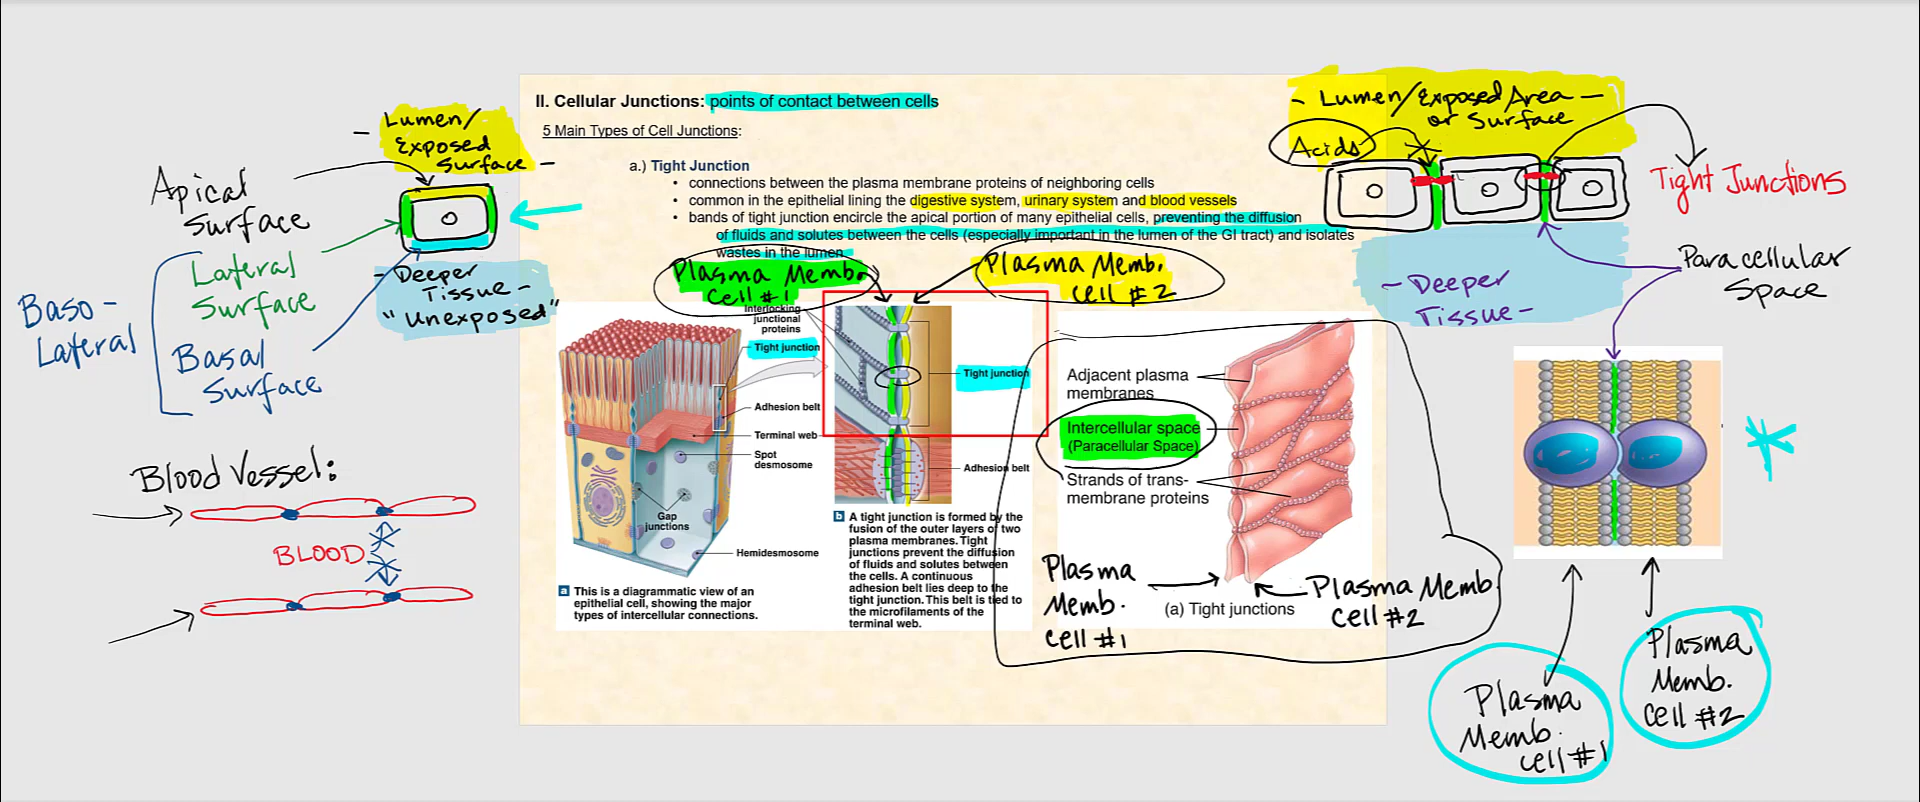 II. Cellular Junctions: points of contact between cells
5 Main Types of Cell Junctions:
a.) Tight Junction
• connections between the plasma membrane proteins of neighboring cells
• common in the epithelial lining the digestive system, urinary system and blood vessels
• bands of tight junction encircle the apical portion of many epithelial cells, preventing the diffusion
of fluids and solutes between the cells (especially important in the lumen of the GI tract) and isolates
wastes in the lumen
- Lumen/
Exposed
Surface -
Apical
Surface
Lateral
Surface
Baso-
Lateral
Basal
Surface
- Deeper
Tissue -
"Unexposed"
Blood Vessel:
BLOOD
Plasma Memb.
Cell #1
Plasma Memb.
Cell #2
Interlocking
junctional
proteins
Tight junction
Adhesion belt
Terminal web
Spot
desmosome
Gap
junctions
Hemidesmosome
a This is a diagrammatic view of an
epithelial cell, showing the major
types of intercellular connections.
Tight junction
Adhesion belt
b A tight junction is formed by the
fusion of the outer layers of two
plasma membranes. Tight
junctions prevent the diffusion
of fluids and solutes between
the cells. A continuous
adhesion belt lies deep to the
tight junction. This belt is tied to
the microfilaments of the
terminal web.
Adjacent plasma
membranes
Intercellular space
(Paracellular Space)
Strands of trans-
membrane proteins
Plasma
Memb.
Cell #1
(a) Tight junctions
Plasma Memb.
Cell #2
- Lumen/Exposed Area -
or Surface
Acids
Tight Junctions
- Deeper
Tissue -
Paracellular
Space
Plasma
Memb.
Cell #1
Plasma
Memb.
Cell #2